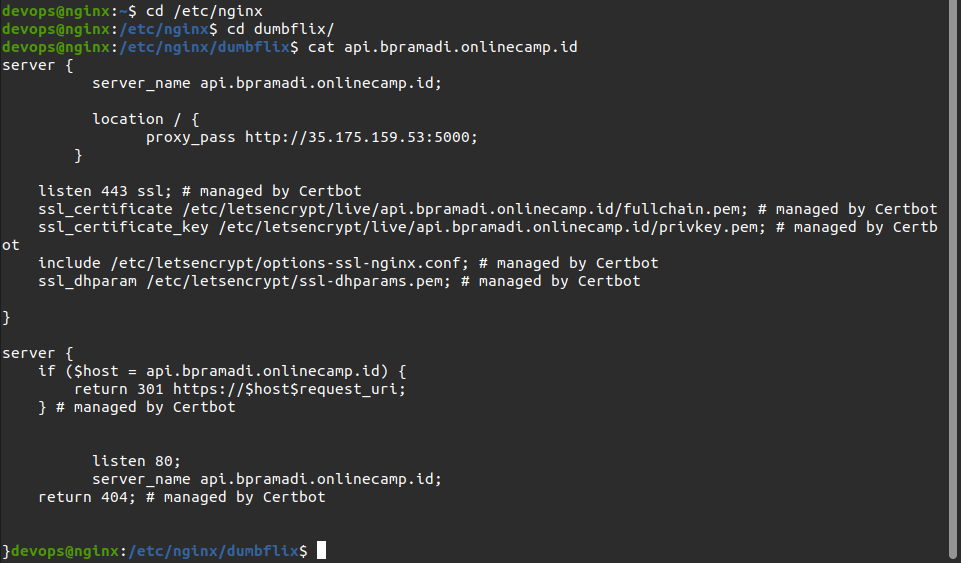 devops@nginx:~$ cd /etc/nginx
devops@nginx:/etc/nginx$ cd dumbflix/
devops@nginx:/etc/nginx/dumbflix$ cat api.bpramadi.onlinecamp.id
server {
          server_name api.bpramadi.onlinecamp.id;
          location / {
                proxy_pass http://35.175.159.53:5000;
        }
    listen 443 ssl; # managed by Certbot
    ssl_certificate /etc/letsencrypt/live/api.bpramadi.onlinecamp.id/fullchain.pem; # managed by Certbot
    ssl_certificate_key /etc/letsencrypt/live/api.bpramadi.onlinecamp.id/privkey.pem; # managed by Certb
ot
    include /etc/letsencrypt/options-ssl-nginx.conf; # managed by Certbot
    ssl_dhparam /etc/letsencrypt/ssl-dhparams.pem; # managed by Certbot
}
server {
    if ($host = api.bpramadi.onlinecamp.id) {
        return 301 https://$host$request_uri;
    } # managed by Certbot
          listen 80;
          server_name api.bpramadi.onlinecamp.id;
    return 404; # managed by Certbot
}devops@nginx:/etc/nginx/dumbflix$